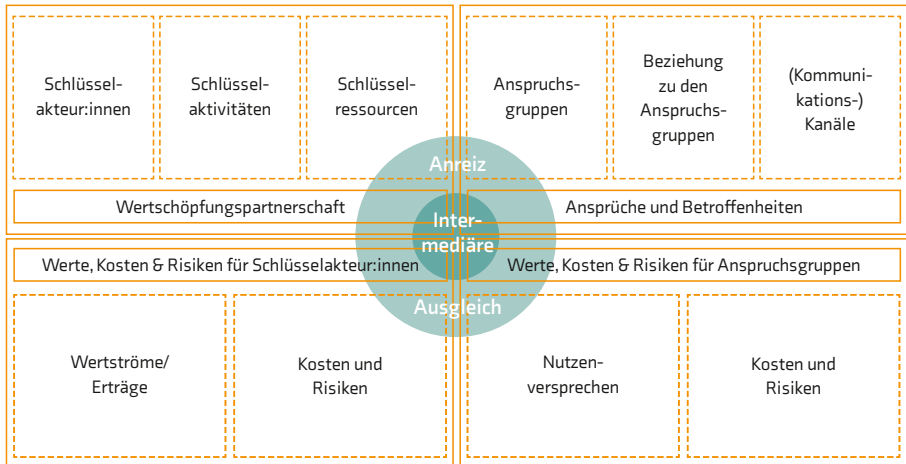 Schlüssel-
akteur:innen
Schlüssel-
aktivitäten
Schlüssel-
ressourcen
Anspruchs-
gruppen
Beziehung
zu den
Anspruchs-
gruppen
(Kommuni-
kations-)
Kanäle
Anreiz
Wertschöpfungspartnerschaft
Ansprüche und Betroffenheiten
Inter-
mediäre
Werte, Kosten & Risiken für Schlüsselakteur:innen
Werte, Kosten & Risiken für Anspruchsgruppen
Ausgleich
Wertströme/
Erträge
Kosten und
Risiken
Nutzen-
versprechen
Kosten und
Risiken